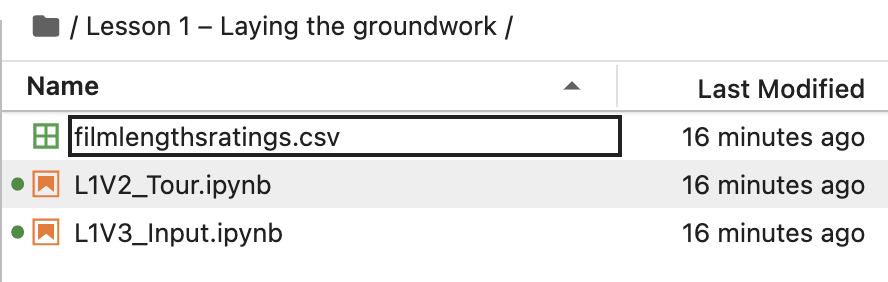 / Lesson 1 – Laying the groundwork /
Name Last Modified
filmlengthsratings.csv 16 minutes ago
L1V2_Tour.ipynb 16 minutes ago
L1V3_Input.ipynb 16 minutes ago